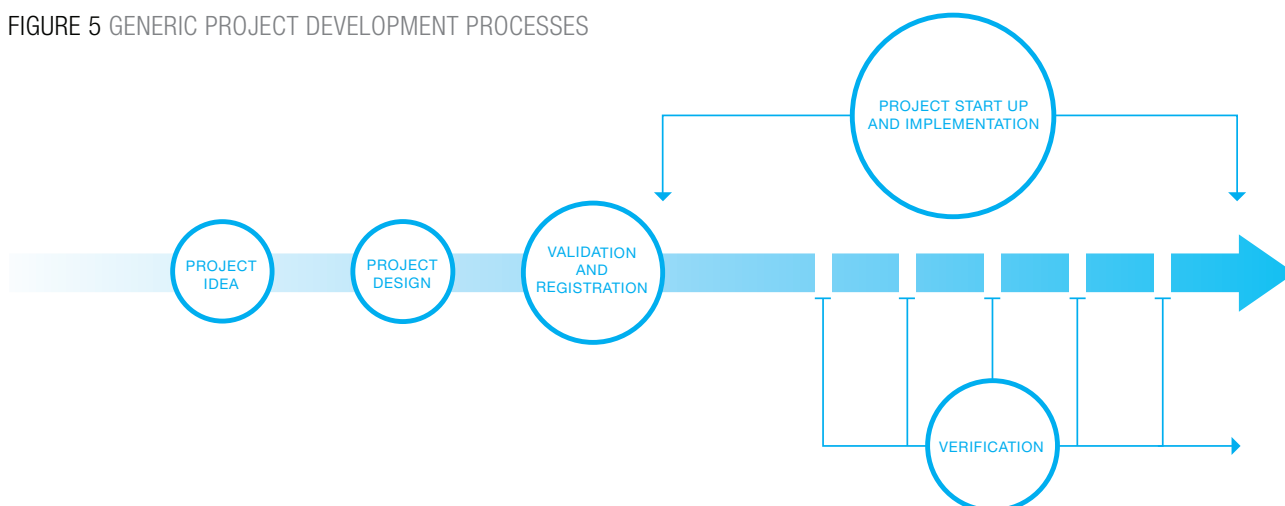 FIGURE 5 GENERIC PROJECT DEVELOPMENT PROCESSES
PROJECT START UP
AND IMPLEMENTATION
PROJECT
IDEA
PROJECT
DESIGN
VALIDATION
AND
REGISTRATION
VERIFICATION